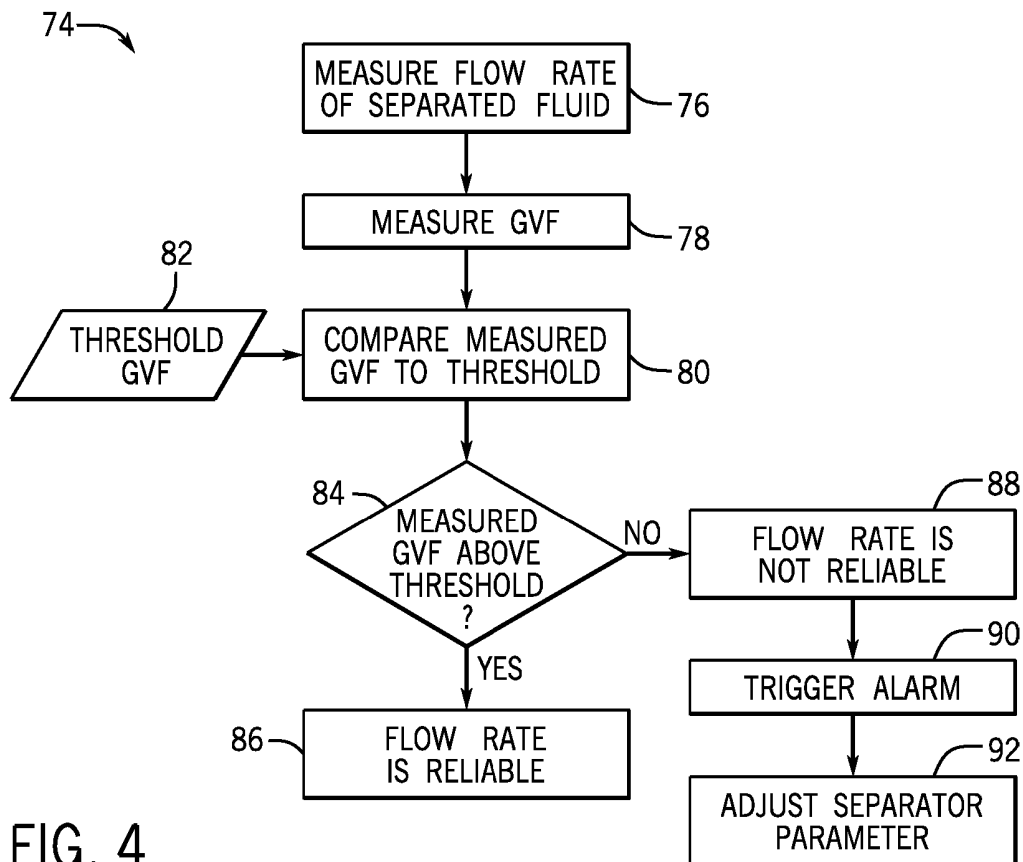 74
MEASURE FLOW RATE
OF SEPARATED FLUID
76
MEASURE GVF
78
82
THRESHOLD
GVF
COMPARE MEASURED
GVF TO THRESHOLD
80
84
MEASURED
GVF ABOVE
THRESHOLD
?
NO
YES
88
FLOW RATE IS
NOT RELIABLE
90
TRIGGER ALARM
86
FLOW RATE
IS RELIABLE
92
ADJUST SEPARATOR
PARAMETER
FIG. 4